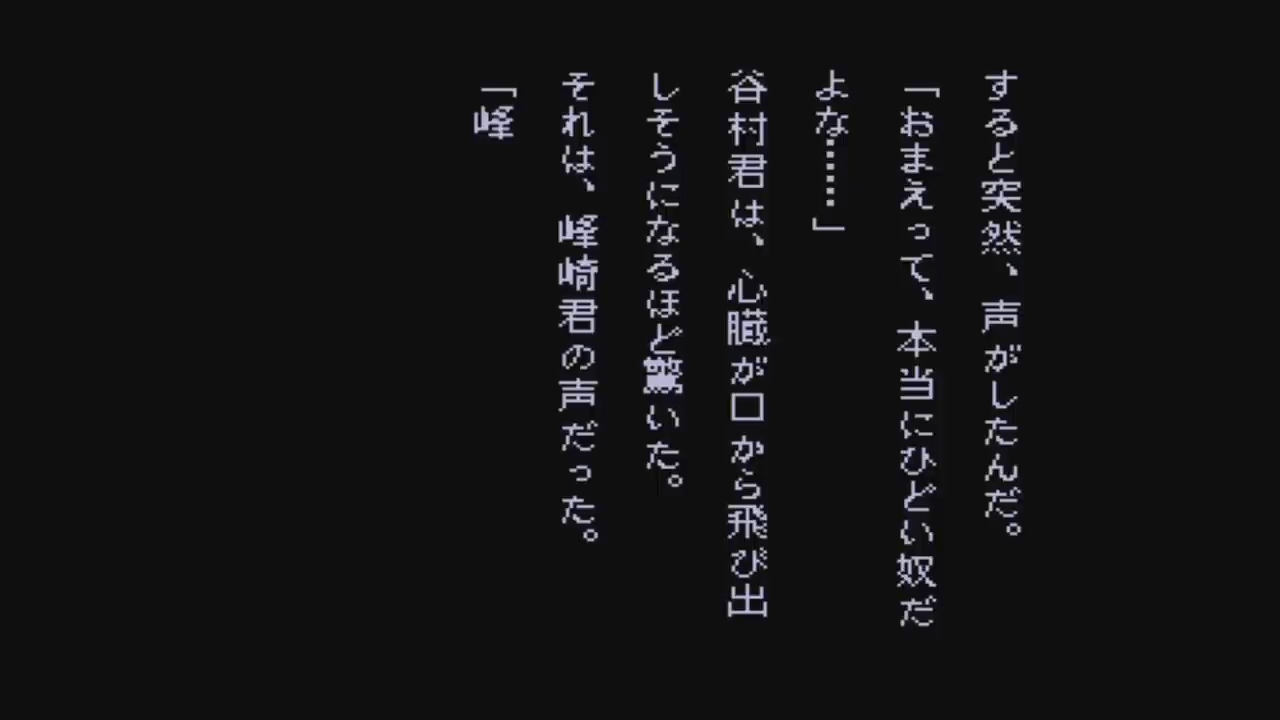 すると突然、声がしたんだ。
「おまえって、本当にひどい奴だ
よな……」
谷村君は、心臓が口から飛び出
しそうになるほど驚いた。
それは、峰崎君の声だった。
「峰